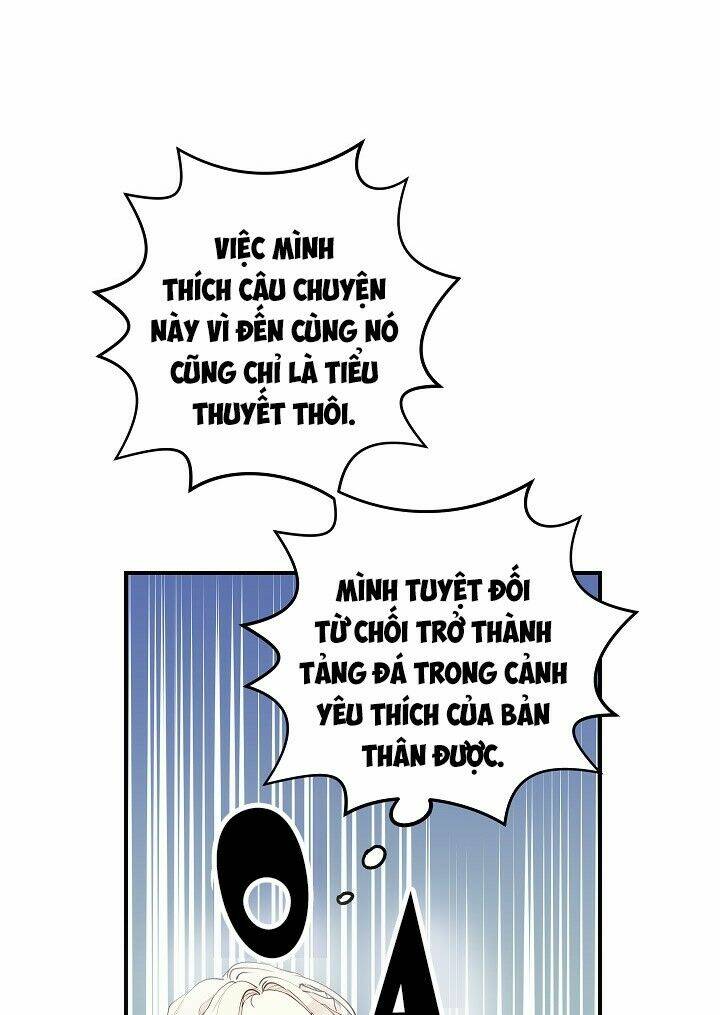 VIỆC MÌNH
THÍCH CÂU CHUYỆN
NÀY VÌ ĐẾN CÙNG NÓ
CŨNG CHỈ LÀ TIỂU
THUYẾT THÔI.
MÌNH TUYỆT ĐỐI
TỪ CHỐI TRỞ THÀNH
TẢNG ĐÁ TRONG CẢNH
YÊU THÍCH CỦA BẢN
THÂN ĐƯỢC.